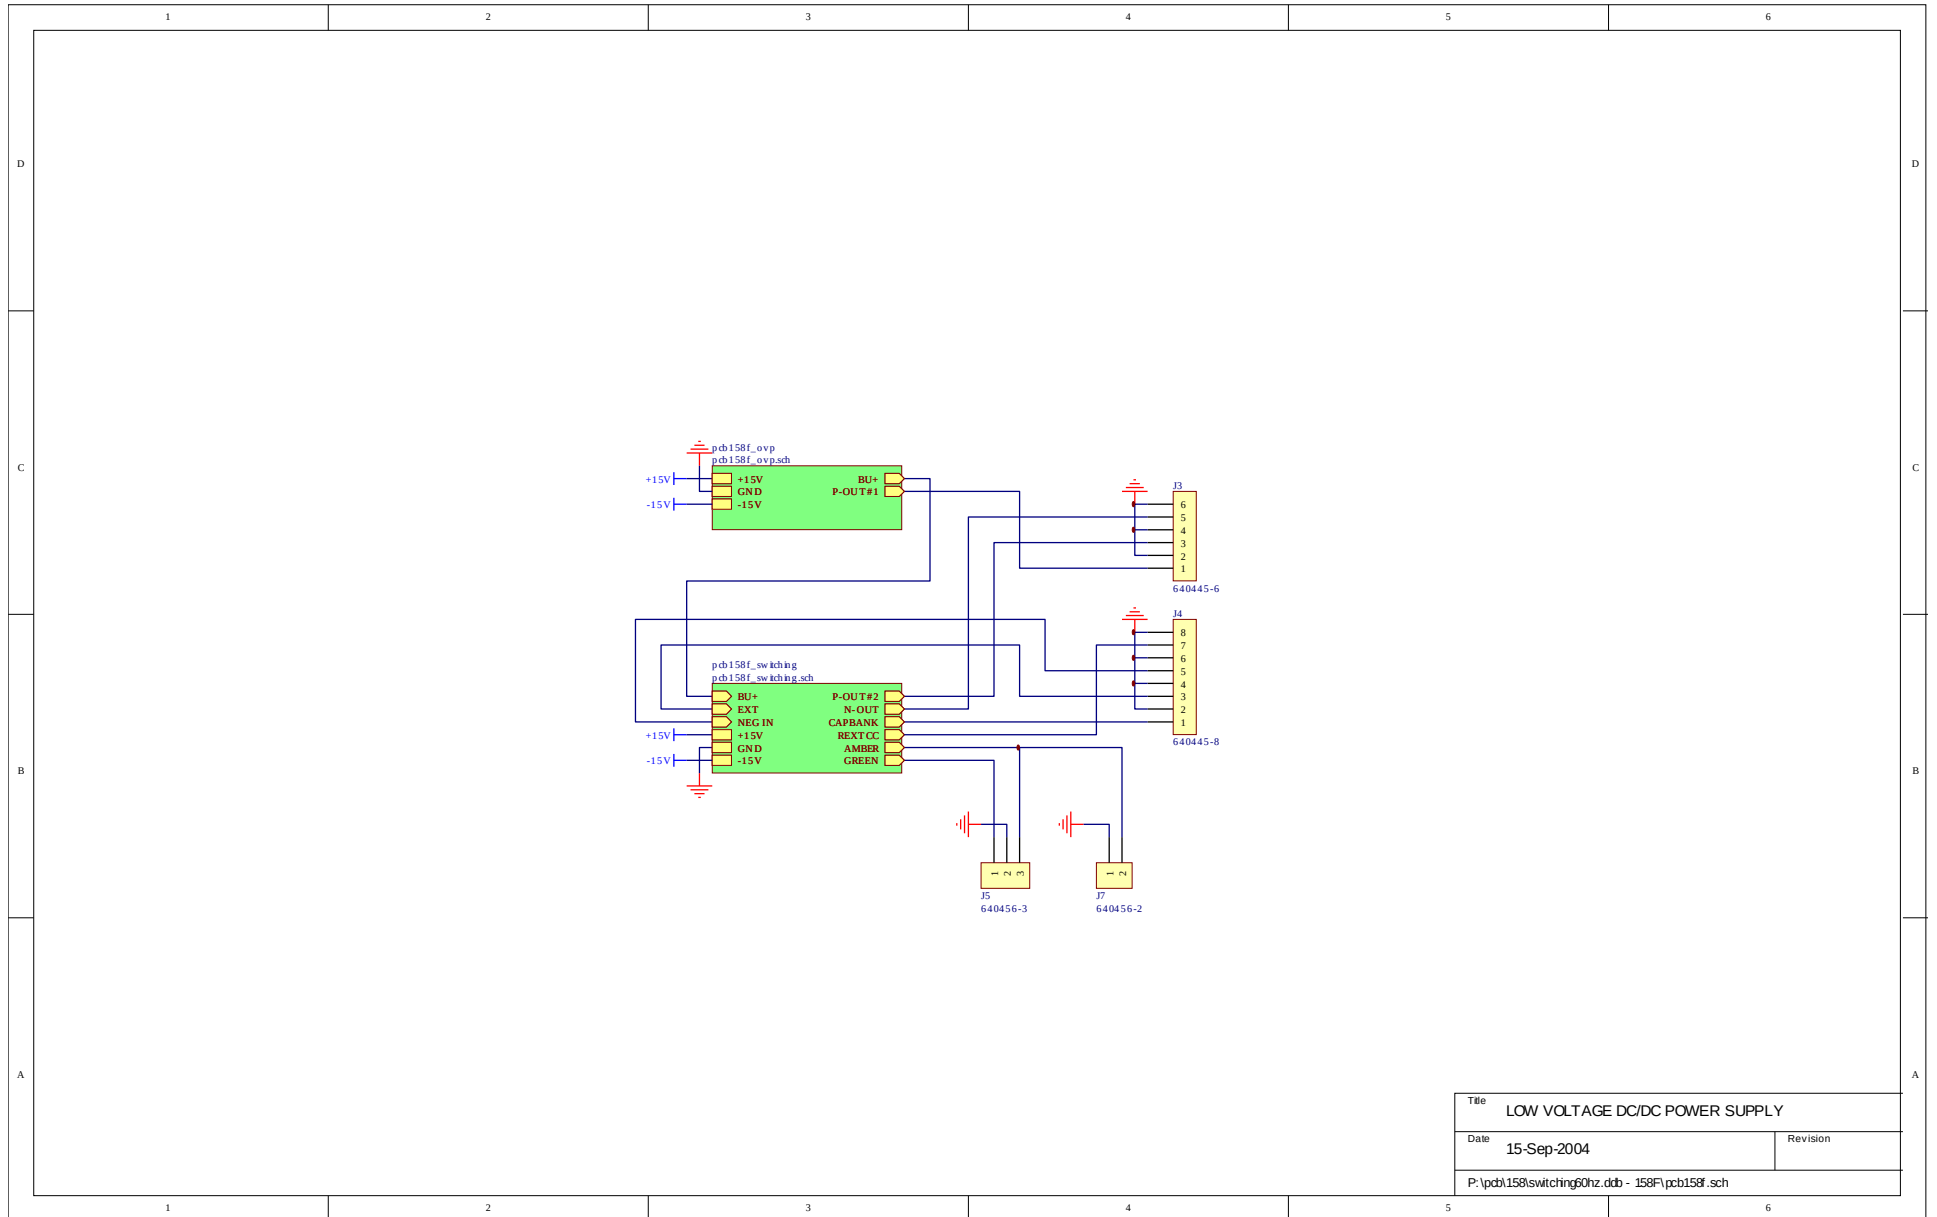 1 2 3 4 5 6
D D
C C
B B
A A
pcb158f_ovp
pcb158f_ovp.sch
+15V +15V BU+
GND P-OUT#1
-15V -15V
J3
6
5
4
3
2
1
640445-6
J4
8
7
6
5
4
3
2
1
640445-8
pcb158f_switching
pcb158f_switching.sch
BU+ P-OUT#2
EXT N-OUT
NEG IN CAPBANK
+15V +15V REXTCC
GND AMBER
-15V -15V GREEN
1 2 3
J5
640456-3
1 2
J7
640456-2
Title LOW VOLTAGE DC/DC POWER SUPPLY
Date 15-Sep-2004 Revision
P:\pcb\158\switching60hz.ddb - 158F\pcb158f.sch
1 2 3 4 5 6